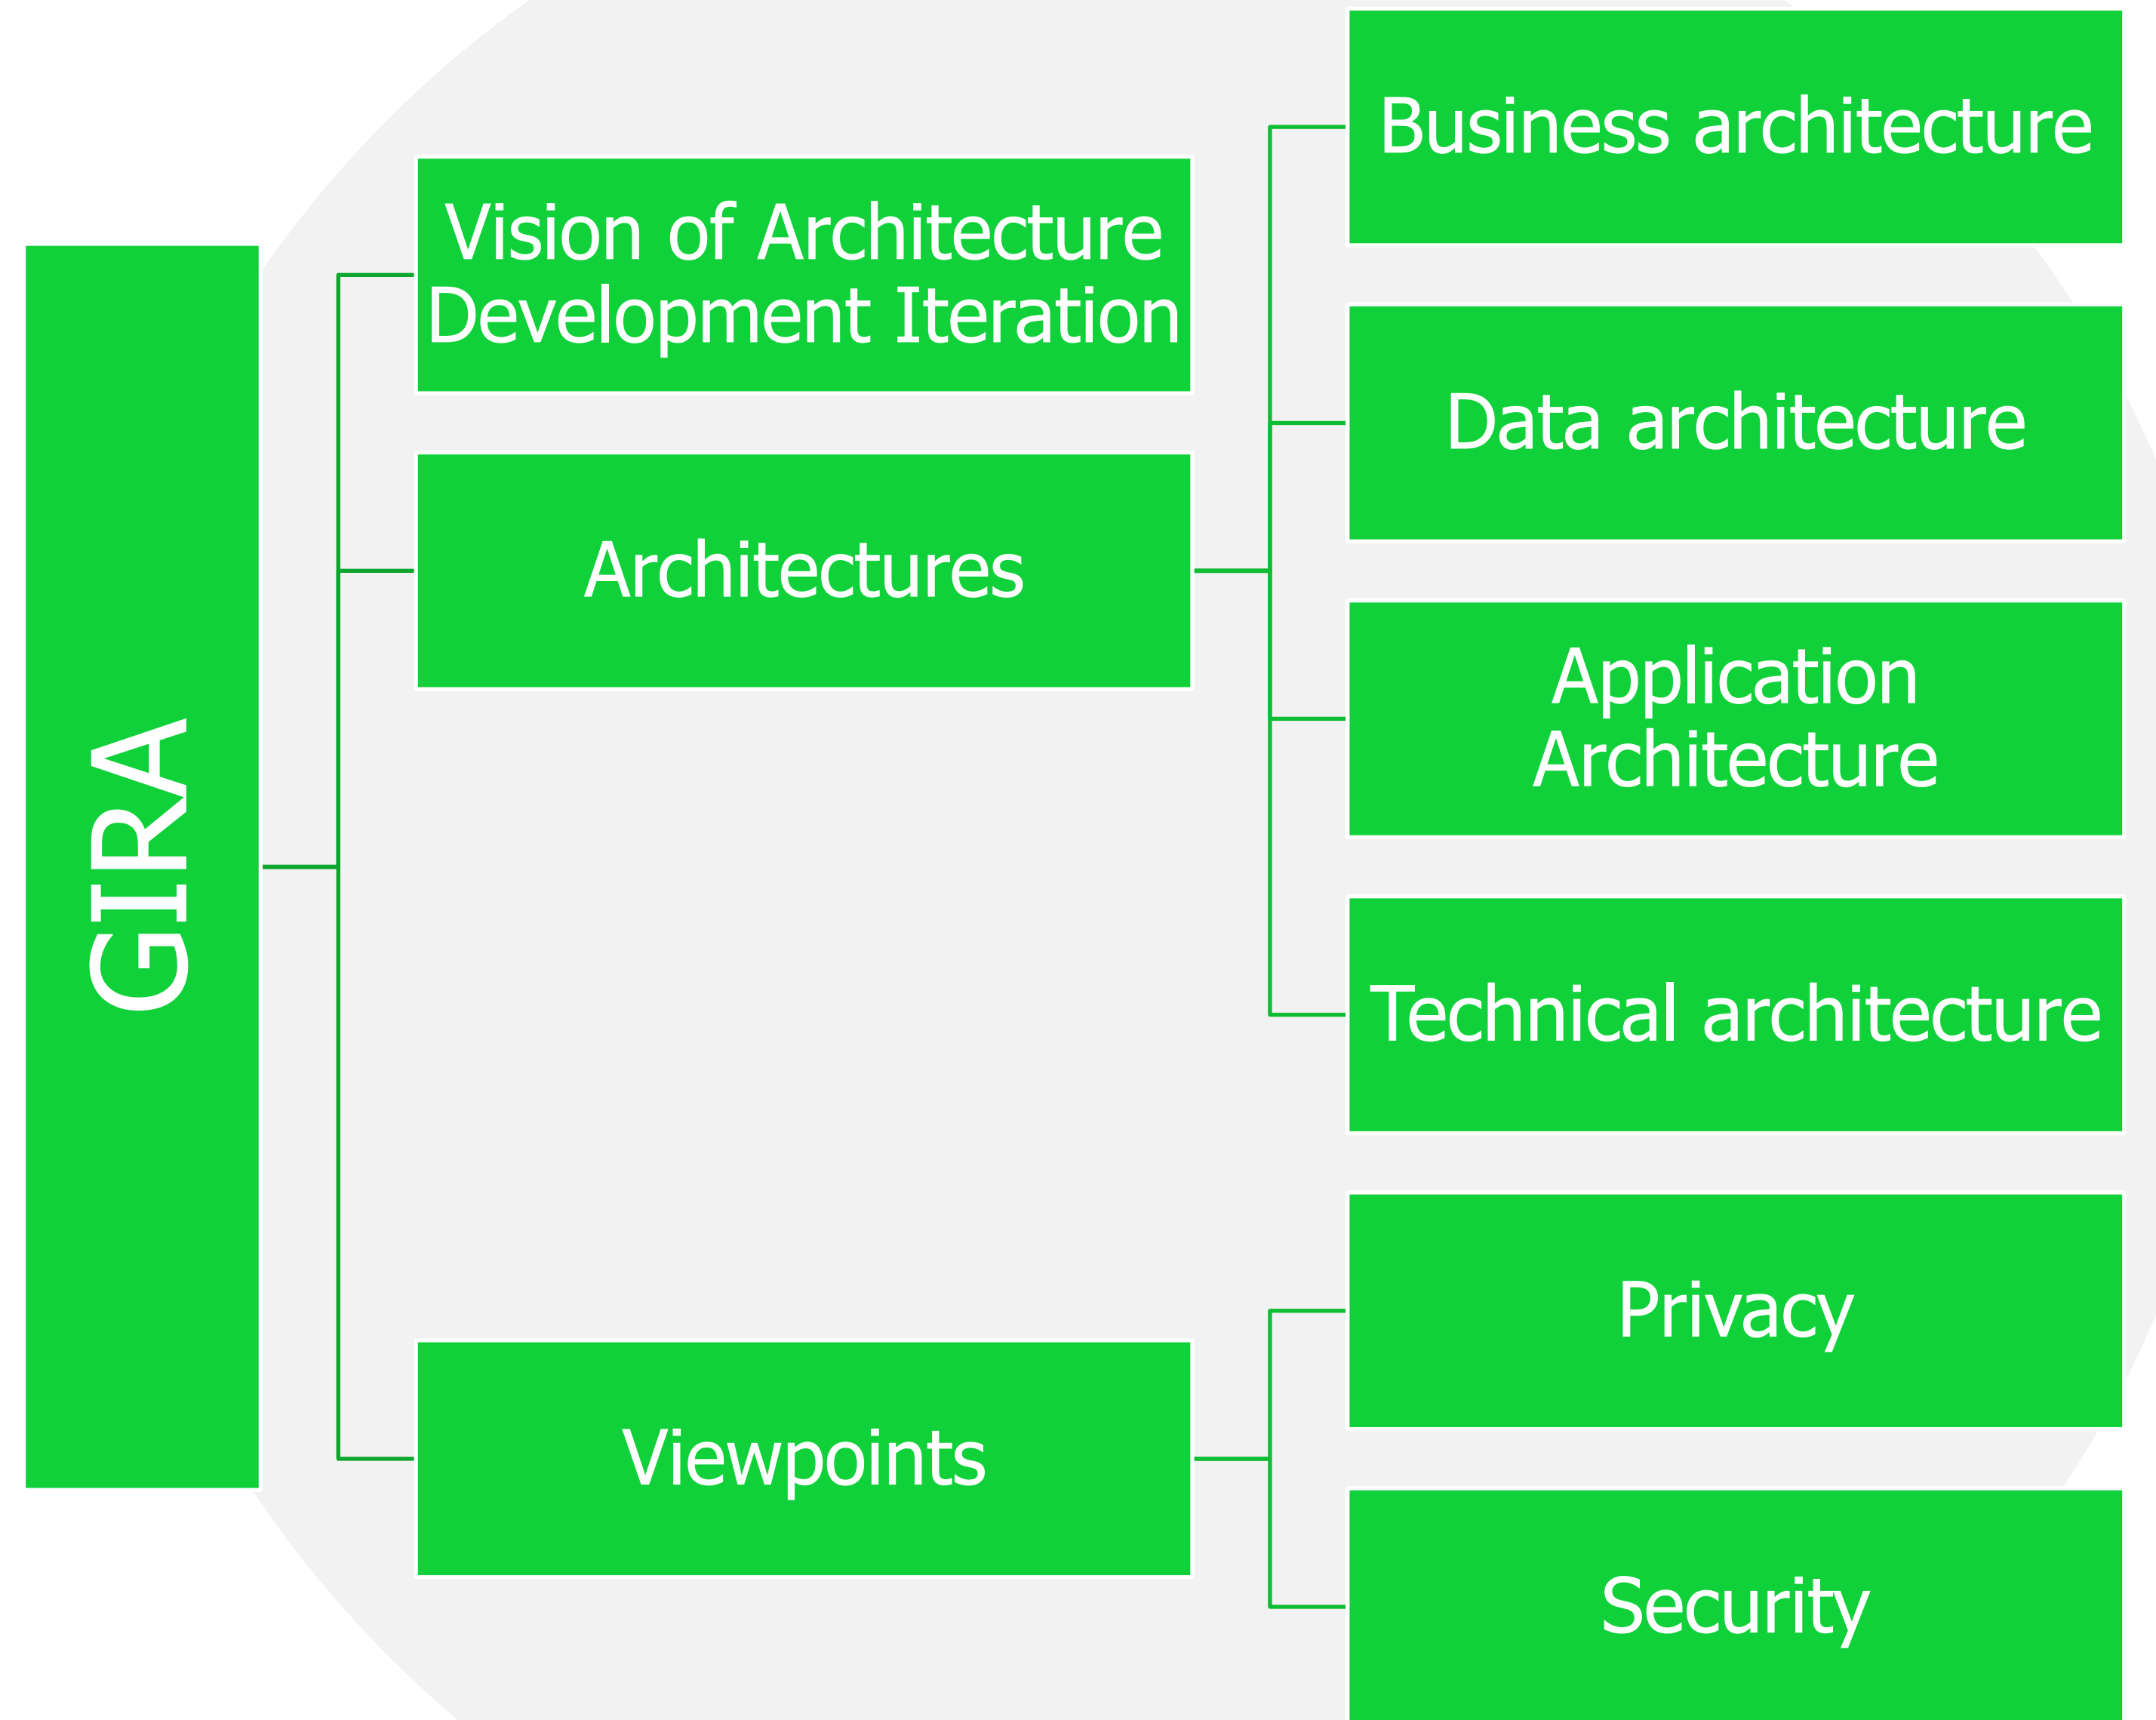 GIRA
Vision of Architecture
Development Iteration
Architectures
Business architecture
Data architecture
Application
Architecture
Technical architecture
Viewpoints
Privacy
Security